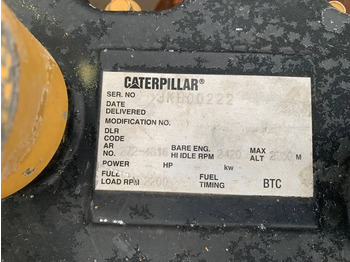 CATERPILLAR®
SER. NO
DATE
DELIVERED
MODIFICATION NO.
DLR
CODE
AR
NO. BARE ENG. MAX
HI IDLE RPM ALT M
POWER HP kw
FULL FUEL
LOAD RPM 2200 TIMING BTC